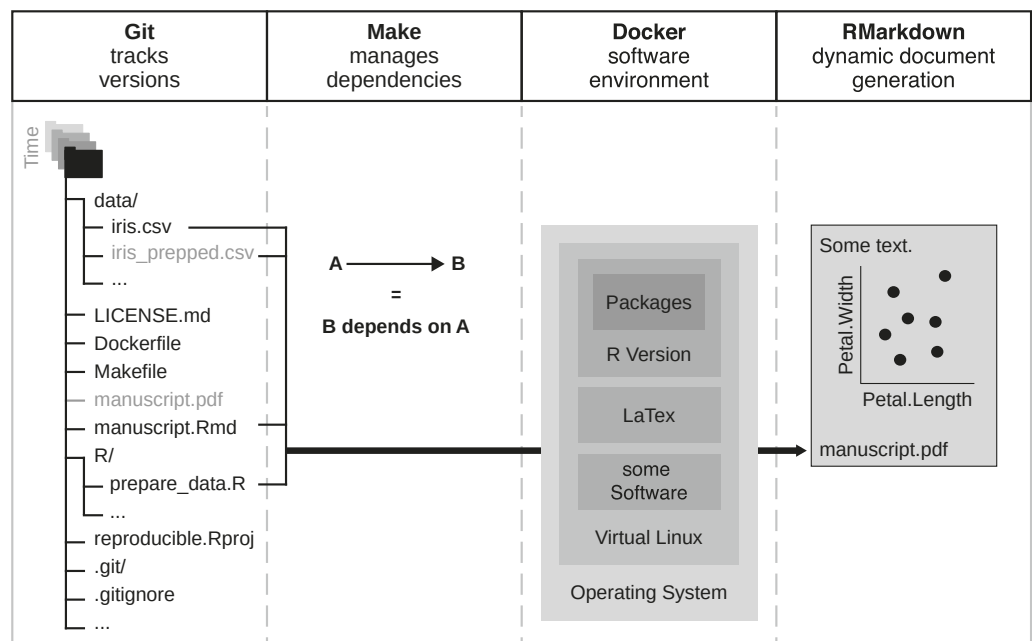 Git
tracks
versions
Make
manages
dependencies
Docker
software
environment
RMarkdown
dynamic document
generation
Time
data/
iris.csv
iris_prepped.csv
...
LICENSE.md
Dockerfile
Makefile
manuscript.pdf
manuscript.Rmd
R/
prepare_data.R
...
reproducible.Rproj
.git/
.gitignore
...
A B
=
B depends on A
Packages
R Version
LaTex
some
Software
Virtual Linux
Operating System
Some text.
Petal.Width
Petal.Length
manuscript.pdf